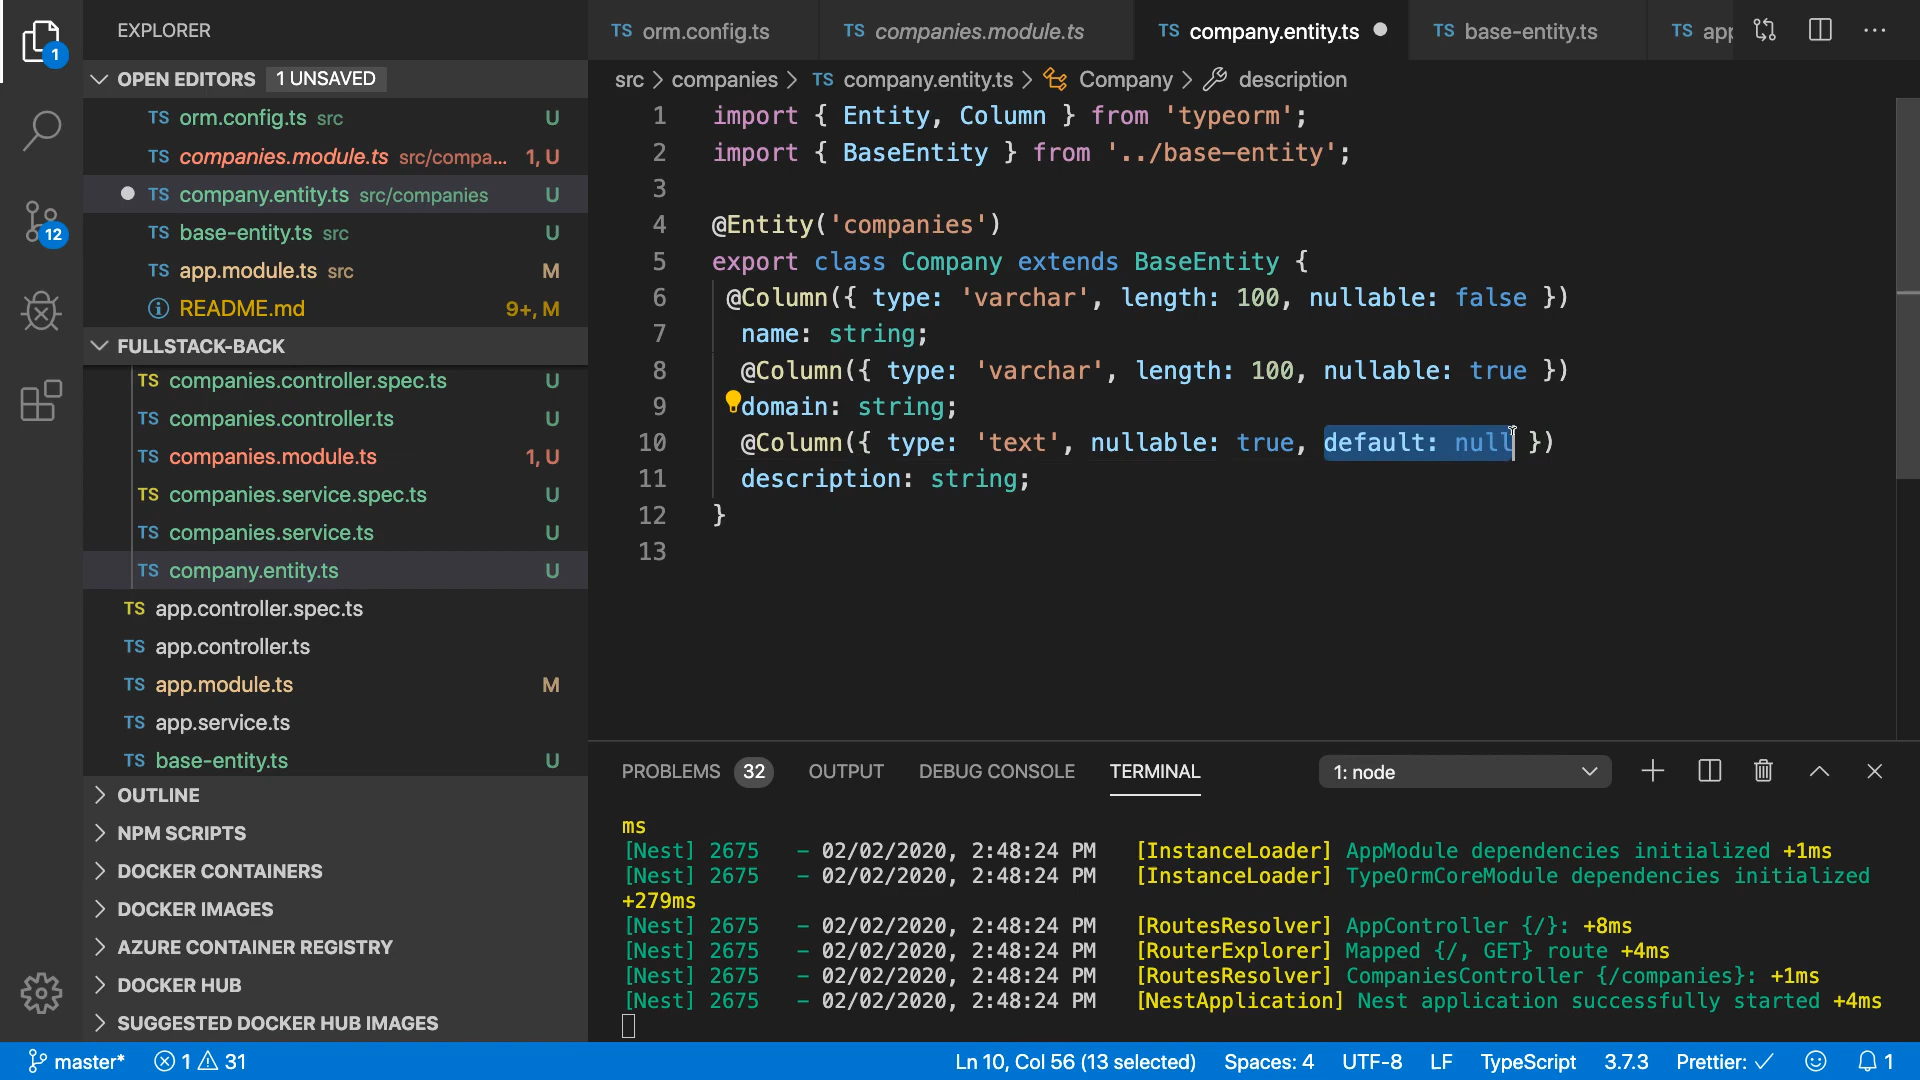 EXPLORER
1
12
OPEN EDITORS 1 UNSAVED
TS orm.config.ts src U
TS companies.module.ts src/compa... 1, U
TS company.entity.ts src/companies U
TS base-entity.ts src U
TS app.module.ts src M
README.md 9+, M
FULLSTACK-BACK
TS companies.controller.spec.ts U
TS companies.controller.ts U
TS companies.module.ts 1, U
TS companies.service.spec.ts U
TS companies.service.ts U
TS company.entity.ts U
TS app.controller.spec.ts
TS app.controller.ts
TS app.module.ts M
TS app.service.ts
TS base-entity.ts U
OUTLINE
NPM SCRIPTS
DOCKER CONTAINERS
DOCKER IMAGES
AZURE CONTAINER REGISTRY
DOCKER HUB
SUGGESTED DOCKER HUB IMAGES
TS orm.config.ts TS companies.module.ts TS company.entity.ts TS base-entity.ts TS app
src > companies > TS company.entity.ts > Company > description
1 import { Entity, Column } from 'typeorm';
2 import { BaseEntity } from '../base-entity';
3
4 @Entity('companies')
5 export class Company extends BaseEntity {
6 @Column({ type: 'varchar', length: 100, nullable: false })
7 name: string;
8 @Column({ type: 'varchar', length: 100, nullable: true })
9 domain: string;
10 @Column({ type: 'text', nullable: true, default: null })
11 description: string;
12 }
13
PROBLEMS 32 OUTPUT DEBUG CONSOLE TERMINAL 1: node
ms
[Nest] 2675 - 02/02/2020, 2:48:24 PM [InstanceLoader] AppModule dependencies initialized +1ms
[Nest] 2675 - 02/02/2020, 2:48:24 PM [InstanceLoader] TypeOrmCoreModule dependencies initialized
+279ms
[Nest] 2675 - 02/02/2020, 2:48:24 PM [RoutesResolver] AppController {/}: +8ms
[Nest] 2675 - 02/02/2020, 2:48:24 PM [RouterExplorer] Mapped {/, GET} route +4ms
[Nest] 2675 - 02/02/2020, 2:48:24 PM [RoutesResolver] CompaniesController {/companies}: +1ms
[Nest] 2675 - 02/02/2020, 2:48:24 PM [NestApplication] Nest application successfully started +4ms
master* 1 31 Ln 10, Col 56 (13 selected) Spaces: 4 UTF-8 LF TypeScript 3.7.3 Prettier: ✓ 1